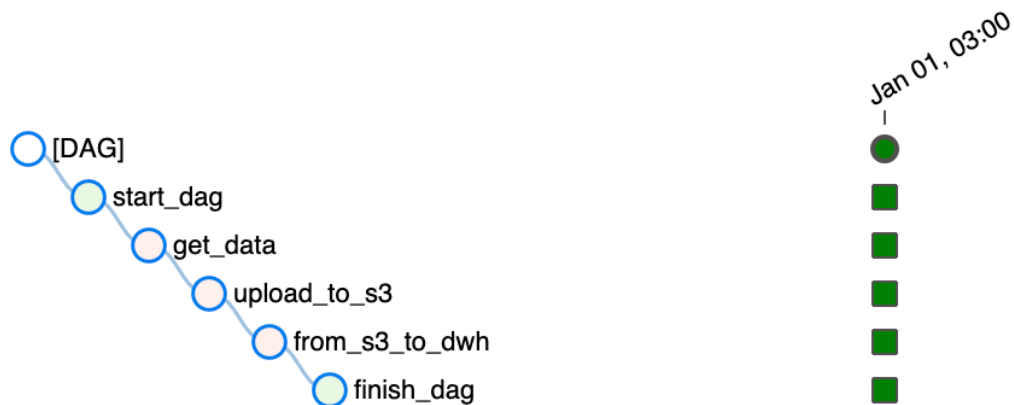 Jan 01, 03:00
[DAG]
start_dag
get_data
upload_to_s3
from_s3_to_dwh
finish_dag